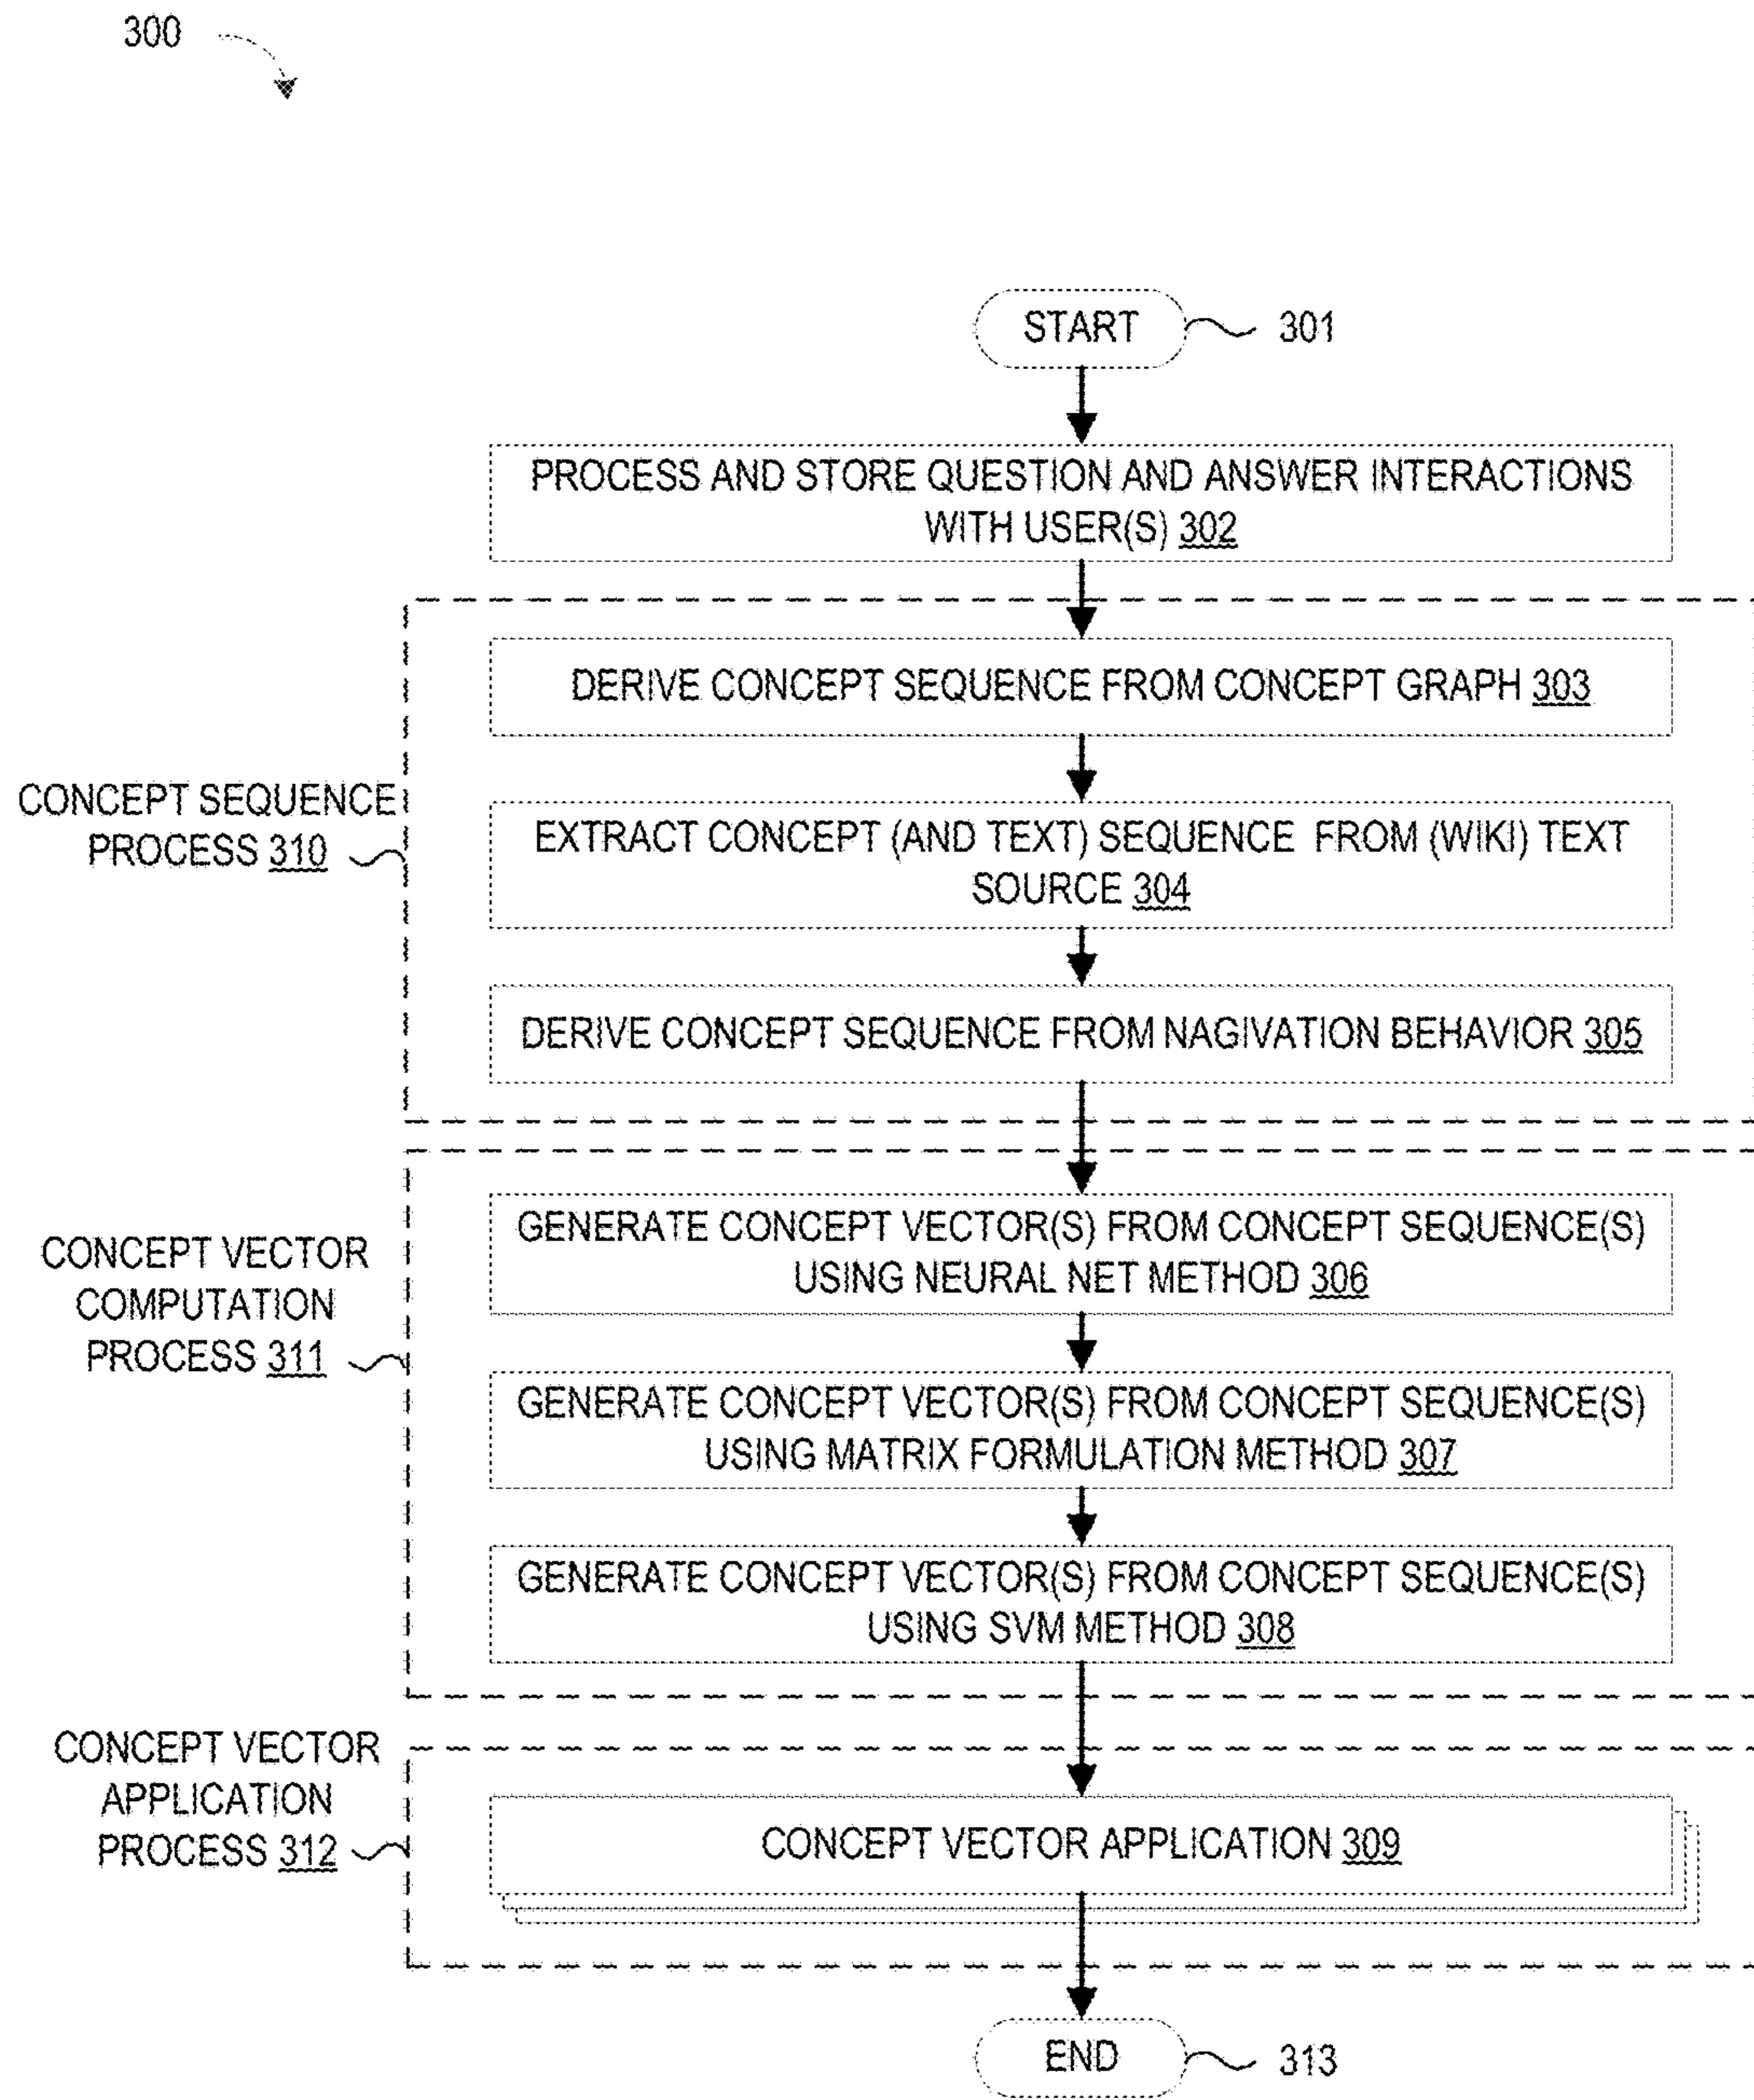 300
START
301
PROCESS AND STORE QUESTION AND ANSWER INTERACTIONS
WITH USER(S) 302
DERIVE CONCEPT SEQUENCE FROM CONCEPT GRAPH 303
CONCEPT SEQUENCE
PROCESS 310
EXTRACT CONCEPT (AND TEXT) SEQUENCE FROM (WIKI) TEXT
SOURCE 304
DERIVE CONCEPT SEQUENCE FROM NAGIVATION BEHAVIOR 305
CONCEPT VECTOR
COMPUTATION
PROCESS 311
GENERATE CONCEPT VECTOR(S) FROM CONCEPT SEQUENCE(S)
USING NEURAL NET METHOD 306
GENERATE CONCEPT VECTOR(S) FROM CONCEPT SEQUENCE(S)
USING MATRIX FORMULATION METHOD 307
GENERATE CONCEPT VECTOR(S) FROM CONCEPT SEQUENCE(S)
USING SVM METHOD 308
CONCEPT VECTOR
APPLICATION
PROCESS 312
CONCEPT VECTOR APPLICATION 309
END
313